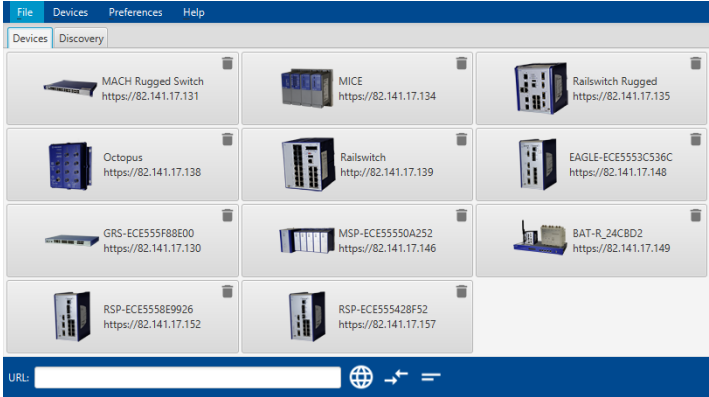 File Devices Preferences Help
Devices Discovery
MACH Rugged Switch
https://82.141.17.131
MICE
https://82.141.17.134
Railswitch Rugged
https://82.141.17.135
Octopus
https://82.141.17.138
Railswitch
http://82.141.17.139
EAGLE-ECE5553C536C
https://82.141.17.148
GRS-ECE555F88E00
https://82.141.17.130
MSP-ECE55550A252
https://82.141.17.146
BAT-R_24CBD2
https://82.141.17.149
RSP-ECE5558E9926
https://82.141.17.152
RSP-ECE555428F52
https://82.141.17.157
URL: